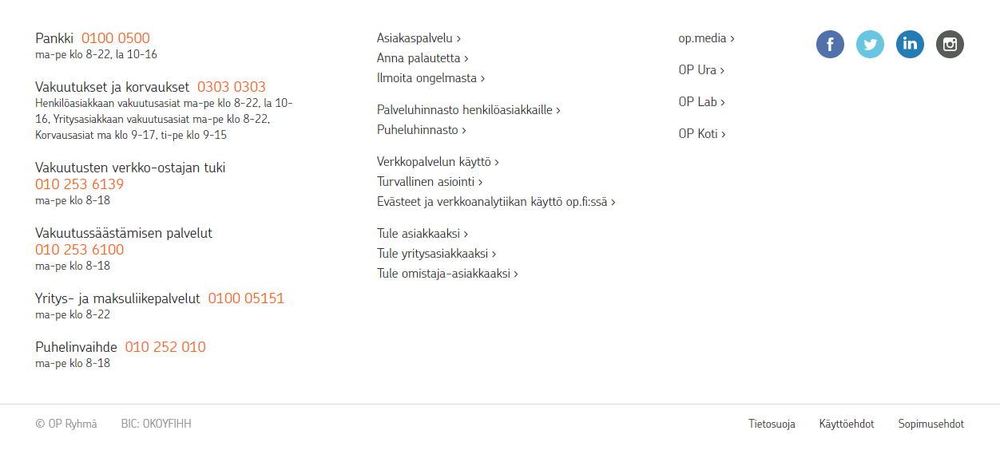 Pankki 0100 0500
ma-pe klo 8-22, la 10-16
Vakuutukset ja korvaukset 0303 0303
Henkilöasiakkaan vakuutusasiat ma-pe klo 8-22, la 10-
16, Yritysasiakkaan vakuutusasiat ma-pe klo 8-22,
Korvausasiat ma klo 9-17, ti-pe klo 9-15
Vakuutusten verkko-ostajan tuki
010 253 6139
ma-pe klo 8-18
Vakuutussäästämisen palvelut
010 253 6100
ma-pe klo 8-18
Yritys- ja maksuliikepalvelut 0100 05151
ma-pe klo 8-22
Puhelinvaihde 010 252 010
ma-pe klo 8-18
Asiakaspalvelu ›
Anna palautetta ›
Ilmoita ongelmasta ›
Palveluhinnasto henkilöasiakkaille ›
Puheluhinnasto ›
Verkkopalvelun käyttö ›
Turvallinen asiointi ›
Evästeet ja verkkoanalytiikan käyttö op.fi:ssä ›
Tule asiakkaaksi ›
Tule yritysasiakkaaksi ›
Tule omistaja-asiakkaaksi ›
op.media ›
OP Ura ›
OP Lab ›
OP Koti ›
© OP Ryhmä BIC: OKOYFIHH
Tietosuoja Käyttöehdot Sopimusehdot